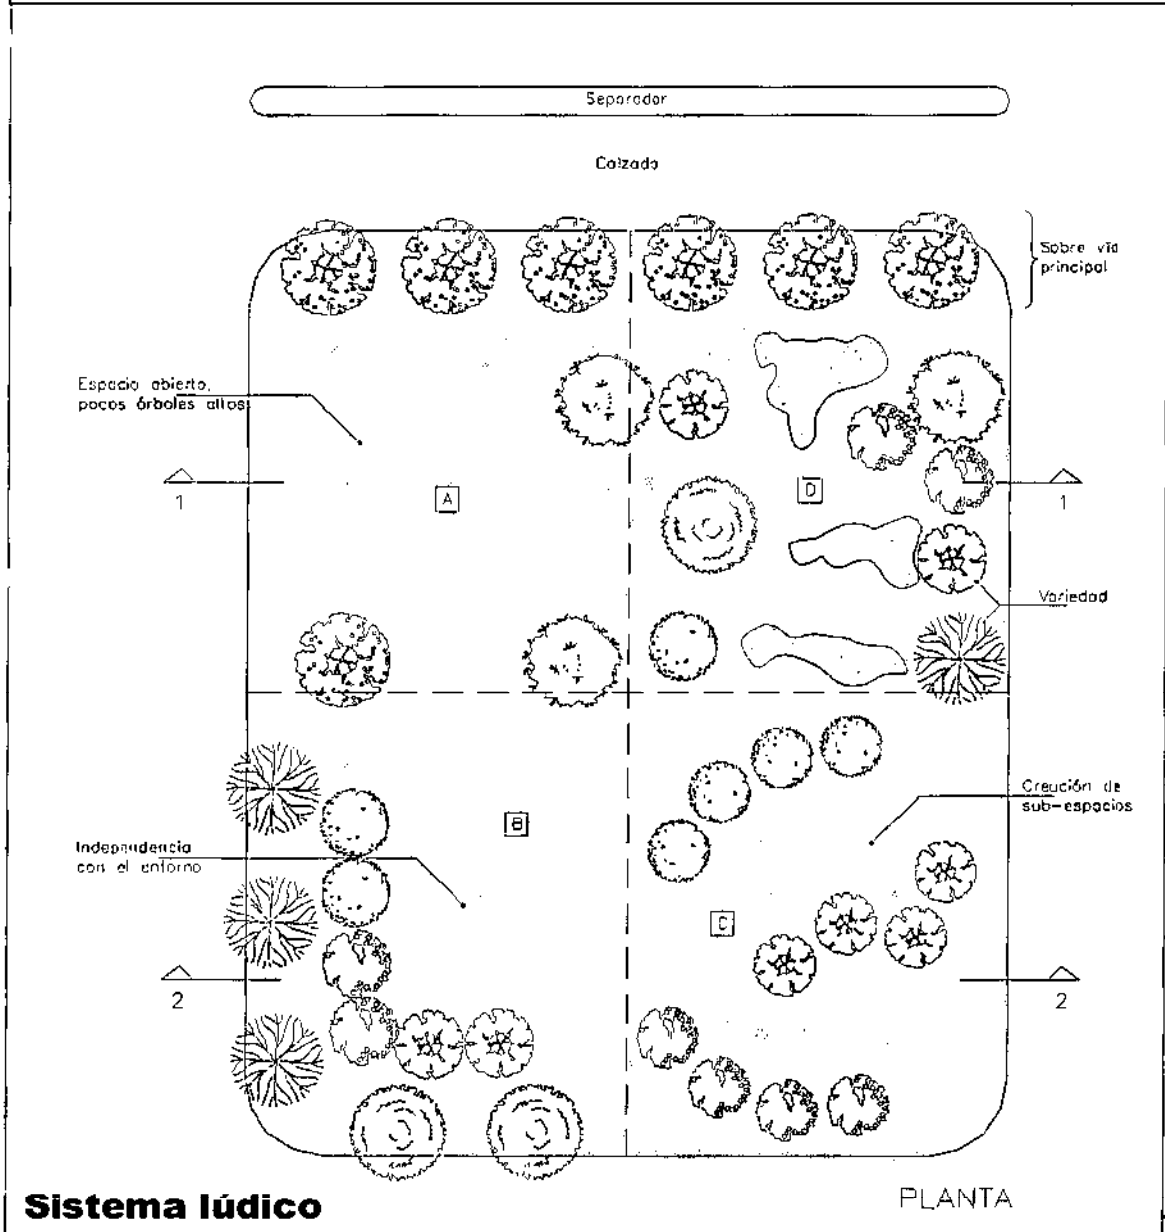 Separador
Calzada
Sobre vía
principal
Espacio abierto,
pocos árboles altos
1
1
A
D
Variedad
Creación de
sub-espacios
B
Independencia
con el entorno
C
2
2
Sistema lúdico
PLANTA